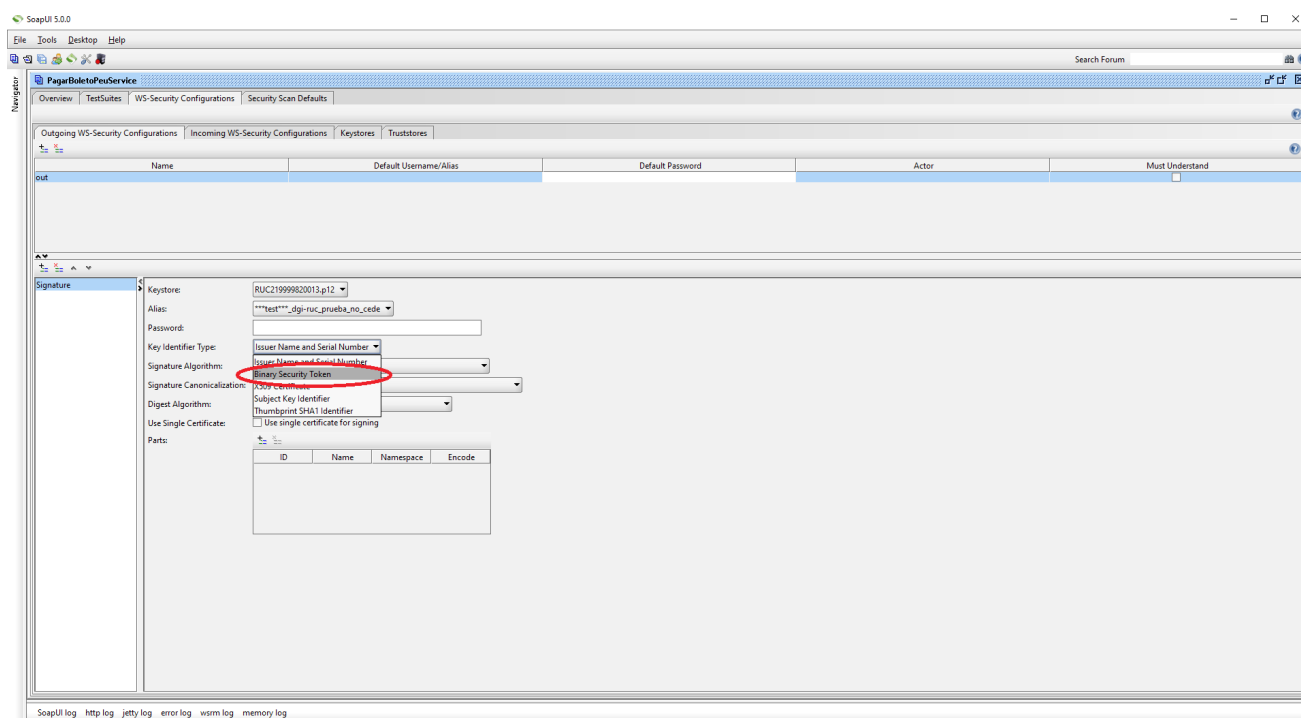 SoapUI 5.0.0
File Tools Desktop Help
Search Forum
Navigator
PagarBoletoPeuService
Overview TestSuites WS-Security Configurations Security Scan Defaults
Outgoing WS-Security Configurations Incoming WS-Security Configurations Keystores Truststores
Name Default Username/Alias Default Password Actor Must Understand
out
Signature
Keystore: RUC219999820013.p12
Alias: ***test***_dgi-ruc_prueba_no_cede
Password:
Key Identifier Type: Issuer Name and Serial Number
Issuer Name and Serial Number
Signature Algorithm:
Binary Security Token
Signature Canonicalization: X509 Certificate
Subject Key Identifier
Digest Algorithm:
Thumbprint SHA1 Identifier
Use Single Certificate: Use single certificate for signing
Parts:
ID Name Namespace Encode
SoapUI log http log jetty log error log wsrm log memory log